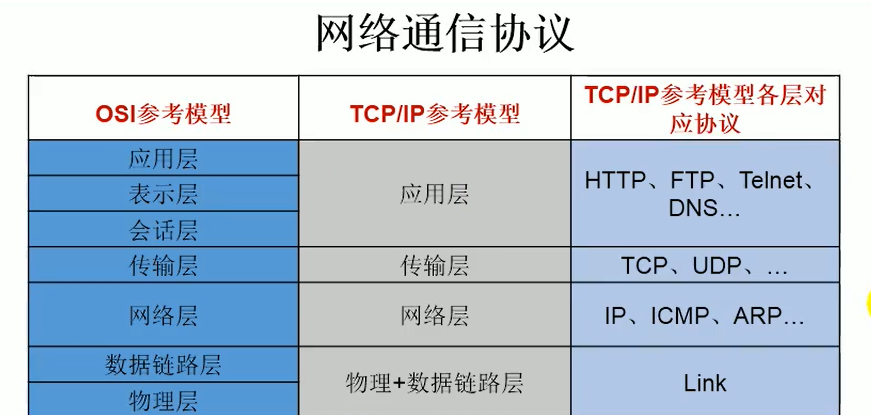 网络通信协议
OSI参考模型
TCP/IP参考模型
TCP/IP参考模型各层对
应协议
应用层
表示层
会话层
应用层
HTTP、FTP、Telnet、
DNS...
传输层
传输层
TCP、UDP、...
网络层
网络层
IP、ICMP、ARP...
数据链路层
物理层
物理+数据链路层
Link